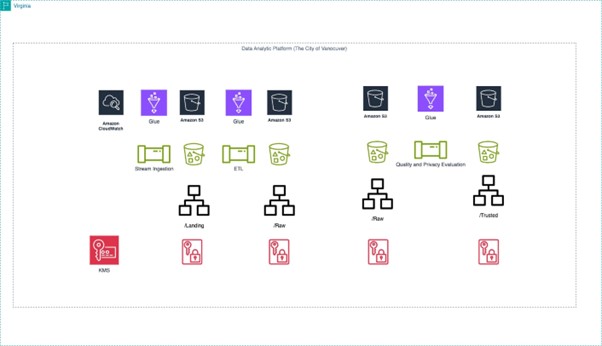 Virginia
Data Analytic Platform (The City of Vancouver)
Amazon
CloudWatch
Glue
Amazon S3
Glue
Amazon S3
Amazon S3
Glue
Amazon S3
Stream Ingestion
ETL
Quality and Privacy Evaluation
/Landing
/Raw
/Raw
/Trusted
KMS